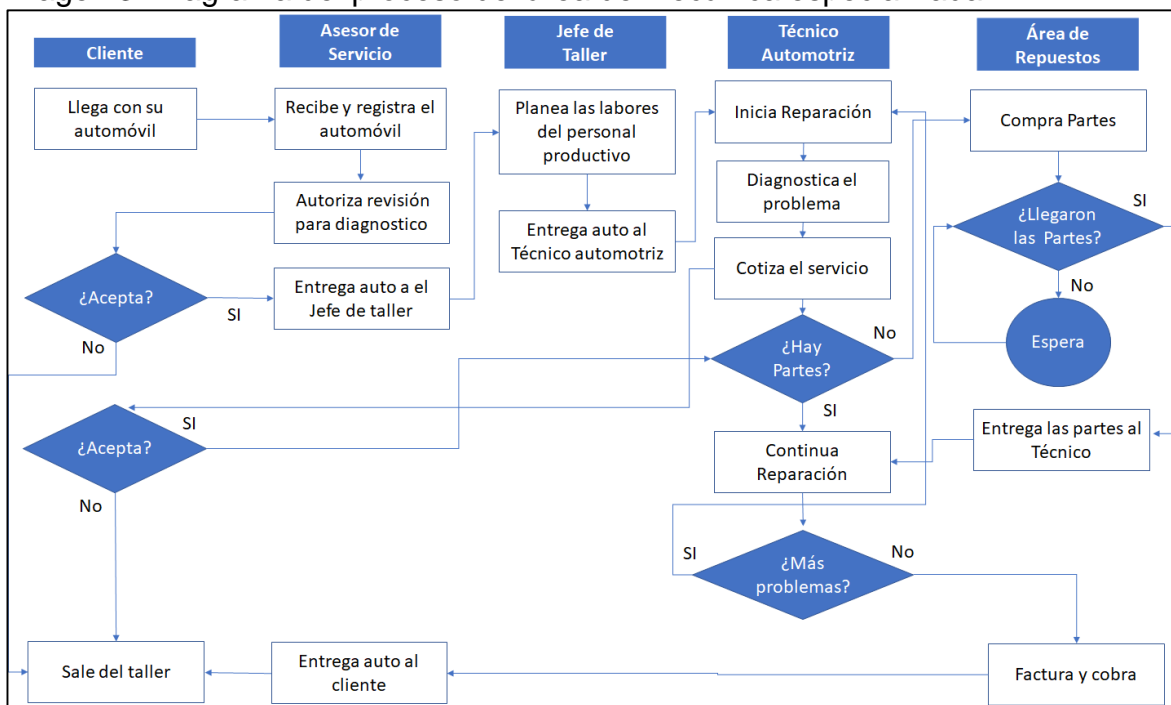 Cliente
Asesor de
Servicio
Jefe de
Taller
Técnico
Automotriz
Área de
Repuestos
Llega con su
automóvil
Recibe y registra el
automóvil
Planea las labores
del personal
productivo
Inicia Reparación
Compra Partes
Autoriza revisión
para diagnostico
Diagnostica el
problema
¿Llegaron
las Partes?
SI
Entrega auto al
Técnico automotriz
Cotiza el servicio
¿Acepta?
SI
No
Entrega auto a el
Jefe de taller
No
Espera
¿Hay
Partes?
No
SI
¿Acepta?
SI
No
Continua
Reparación
Entrega las partes al
Técnico
¿Más
problemas?
SI
No
Sale del taller
Entrega auto al
cliente
Factura y cobra